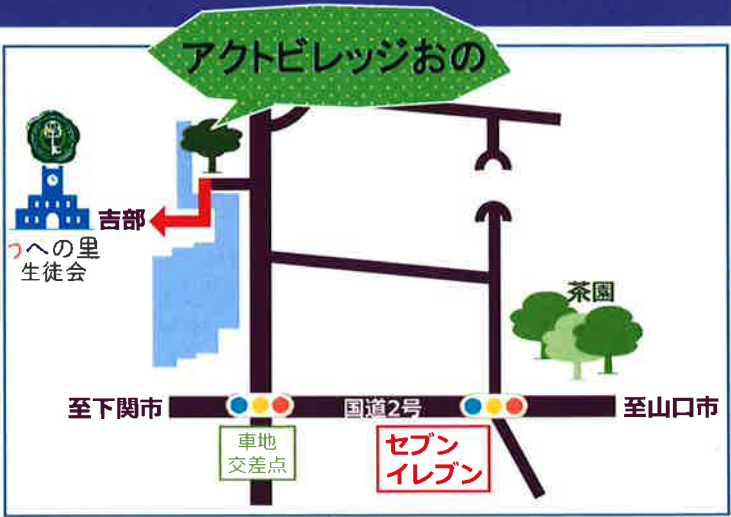 アクトビレッジおの
吉部
つへの里
生徒会
茶園
至下関市
国道2号
至山口市
車地
交差点
セブン
イレブン